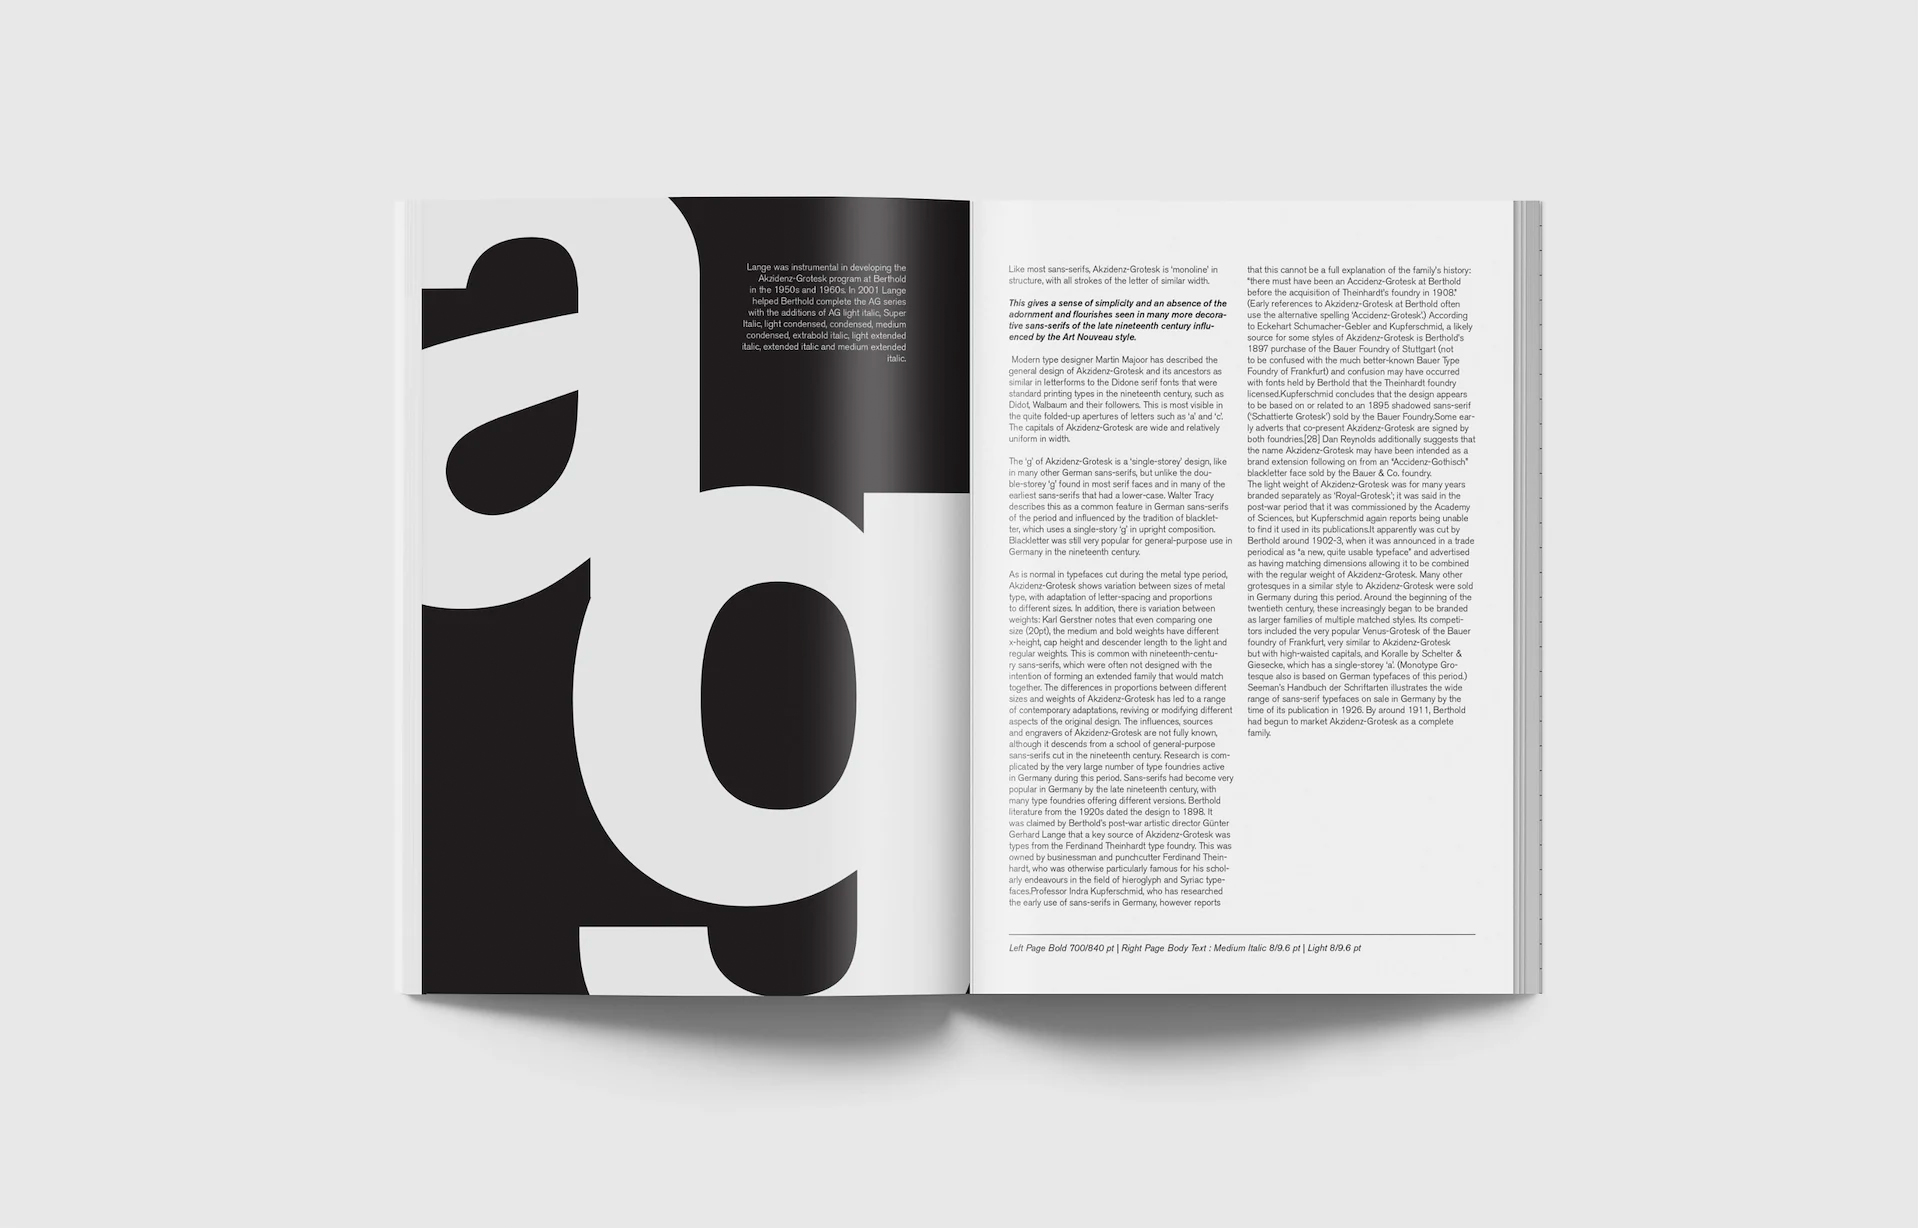 ag
Lange was instrumental in developing the
Akzidenz-Grotesk program at Berthold
in the 1950s and 1960s. In 2001 Lange
helped Berthold complete the AG series
with the additions of AG light italic, Super
Italic, light condensed, condensed, medium
condensed, extrabold italic, light extended
italic, extended italic and medium extended
italic.
Like most sans-serifs, Akzidenz-Grotesk is ‘monoline’ in
structure, with all strokes of the letter of similar width.
This gives a sense of simplicity and an absence of the
adornment and flourishes seen in many more decora-
tive sans-serifs of the late nineteenth century influ-
enced by the Art Nouveau style.
Modern type designer Martin Majoor has described the
general design of Akzidenz-Grotesk and its ancestors as
similar in letterforms to the Didone serif fonts that were
standard printing types in the nineteenth century, such as
Didot, Walbaum and their followers. This is most visible in
the quite folded-up apertures of letters such as ‘a’ and ‘c’.
The capitals of Akzidenz-Grotesk are wide and relatively
uniform in width.
The ‘g’ of Akzidenz-Grotesk is a ‘single-storey’ design, like
in many other German sans-serifs, but unlike the dou-
ble-storey ‘g’ found in most serif faces and in many of the
earliest sans-serifs that had a lower-case. Walter Tracy
describes this as a common feature in German sans-serifs
of the period and influenced by the tradition of blacklet-
ter, which uses a single-story ‘g’ in upright composition.
Blackletter was still very popular for general-purpose use in
Germany in the nineteenth century.
As is normal in typefaces cut during the metal type period,
Akzidenz-Grotesk shows variation between sizes of metal
type, with adaptation of letter-spacing and proportions
to different sizes. In addition, there is variation between
weights: Karl Gerstner notes that even comparing one
size (20pt), the medium and bold weights have different
x-height, cap height and descender length to the light and
regular weights. This is common with nineteenth-centu-
ry sans-serifs, which were often not designed with the
intention of forming an extended family that would match
together. The differences in proportions between different
sizes and weights of Akzidenz-Grotesk has led to a range
of contemporary adaptations, reviving or modifying different
aspects of the original design. The influences, sources
and engravers of Akzidenz-Grotesk are not fully known,
although it descends from a school of general-purpose
sans-serifs cut in the nineteenth century. Research is com-
plicated by the very large number of type foundries active
in Germany during this period. Sans-serifs had become very
popular in Germany by the late nineteenth century, with
many type foundries offering different versions. Berthold
literature from the 1920s dated the design to 1898. It
was claimed by Berthold’s post-war artistic director Günter
Gerhard Lange that a key source of Akzidenz-Grotesk was
types from the Ferdinand Theinhardt type foundry. This was
owned by businessman and punchcutter Ferdinand Thein-
hardt, who was otherwise particularly famous for his schol-
arly endeavours in the field of hieroglyph and Syriac type-
faces.Professor Indra Kupferschmid, who has researched
the early use of sans-serifs in Germany, however reports
that this cannot be a full explanation of the family’s history:
“there must have been an Accidenz-Grotesk at Berthold
before the acquisition of Theinhardt’s foundry in 1908.”
(Early references to Akzidenz-Grotesk at Berthold often
use the alternative spelling ‘Accidenz-Grotesk’.) According
to Eckehart Schumacher-Gebler and Kupferschmid, a likely
source for some styles of Akzidenz-Grotesk is Berthold’s
1897 purchase of the Bauer Foundry of Stuttgart (not
to be confused with the much better-known Bauer Type
Foundry of Frankfurt) and confusion may have occurred
with fonts held by Berthold that the Theinhardt foundry
licensed.Kupferschmid concludes that the design appears
to be based on or related to an 1895 shadowed sans-serif
(‘Schattierte Grotesk’) sold by the Bauer Foundry.Some ear-
ly adverts that co-present Akzidenz-Grotesk are signed by
both foundries.[28] Dan Reynolds additionally suggests that
the name Akzidenz-Grotesk may have been intended as a
brand extension following on from an “Accidenz-Gothisch”
blackletter face sold by the Bauer & Co. foundry.
The light weight of Akzidenz-Grotesk was for many years
branded separately as ‘Royal-Grotesk’; it was said in the
post-war period that it was commissioned by the Academy
of Sciences, but Kupferschmid again reports being unable
to find it used in its publications.It apparently was cut by
Berthold around 1902-3, when it was announced in a trade
periodical as “a new, quite usable typeface” and advertised
as having matching dimensions allowing it to be combined
with the regular weight of Akzidenz-Grotesk. Many other
grotesques in a similar style to Akzidenz-Grotesk were sold
in Germany during this period. Around the beginning of the
twentieth century, these increasingly began to be branded
as larger families of multiple matched styles. Its competi-
tors included the very popular Venus-Grotesk of the Bauer
foundry of Frankfurt, very similar to Akzidenz-Grotesk
but with high-waisted capitals, and Koralle by Schelter &
Giesecke, which has a single-storey ‘a’. (Monotype Gro-
tesque also is based on German typefaces of this period.)
Seeman’s Handbuch der Schriftarten illustrates the wide
range of sans-serif typefaces on sale in Germany by the
time of its publication in 1926. By around 1911, Berthold
had begun to market Akzidenz-Grotesk as a complete
family.
Left Page Bold 700/840 pt | Right Page Body Text : Medium Italic 8/9.6 pt | Light 8/9.6 pt